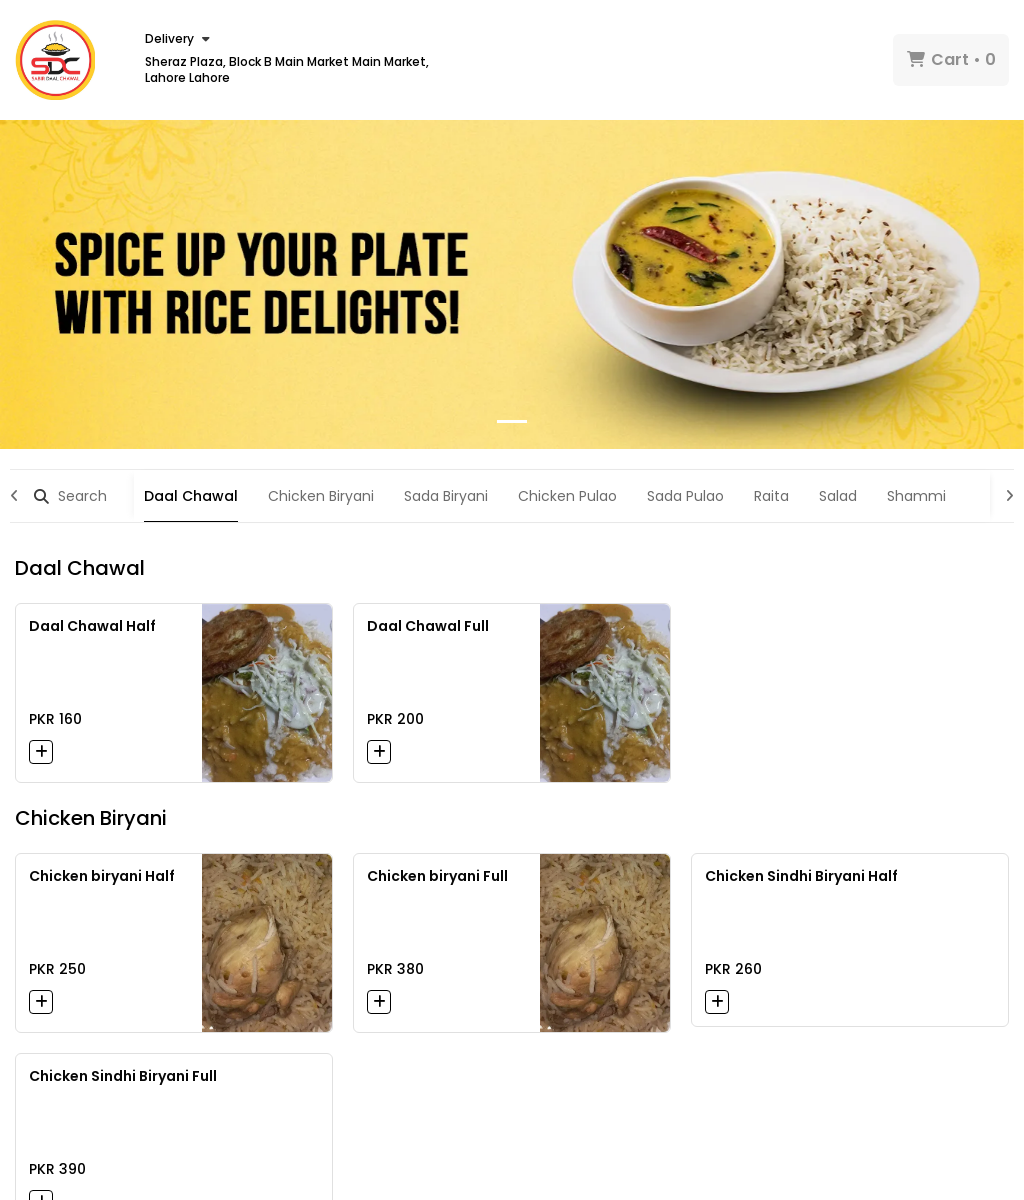 SDC
SABIR DAAL CHAWAL
Delivery
Sheraz Plaza, Block B Main Market Main Market,
Lahore Lahore
Cart • 0
SPICE UP YOUR PLATE
WITH RICE DELIGHTS!
Search
Daal Chawal
Chicken Biryani
Sada Biryani
Chicken Pulao
Sada Pulao
Raita
Salad
Shammi
Daal Chawal
Daal Chawal Half
PKR 160
Daal Chawal Full
PKR 200
Chicken Biryani
Chicken biryani Half
PKR 250
Chicken biryani Full
PKR 380
Chicken Sindhi Biryani Half
PKR 260
Chicken Sindhi Biryani Full
PKR 390